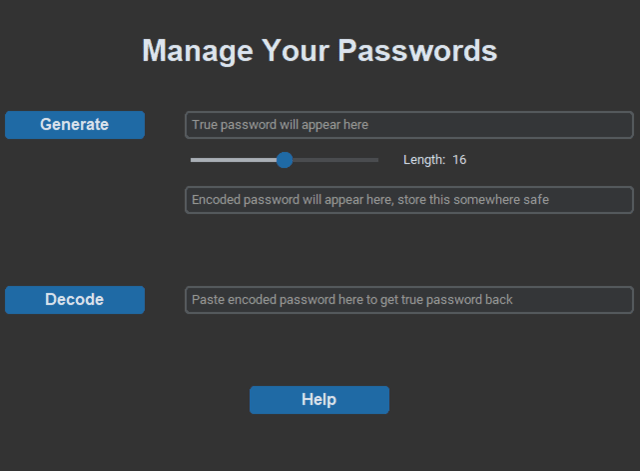 Manage Your Passwords
Generate
True password will appear here
Length: 16
Encoded password will appear here, store this somewhere safe
Decode
Paste encoded password here to get true password back
Help